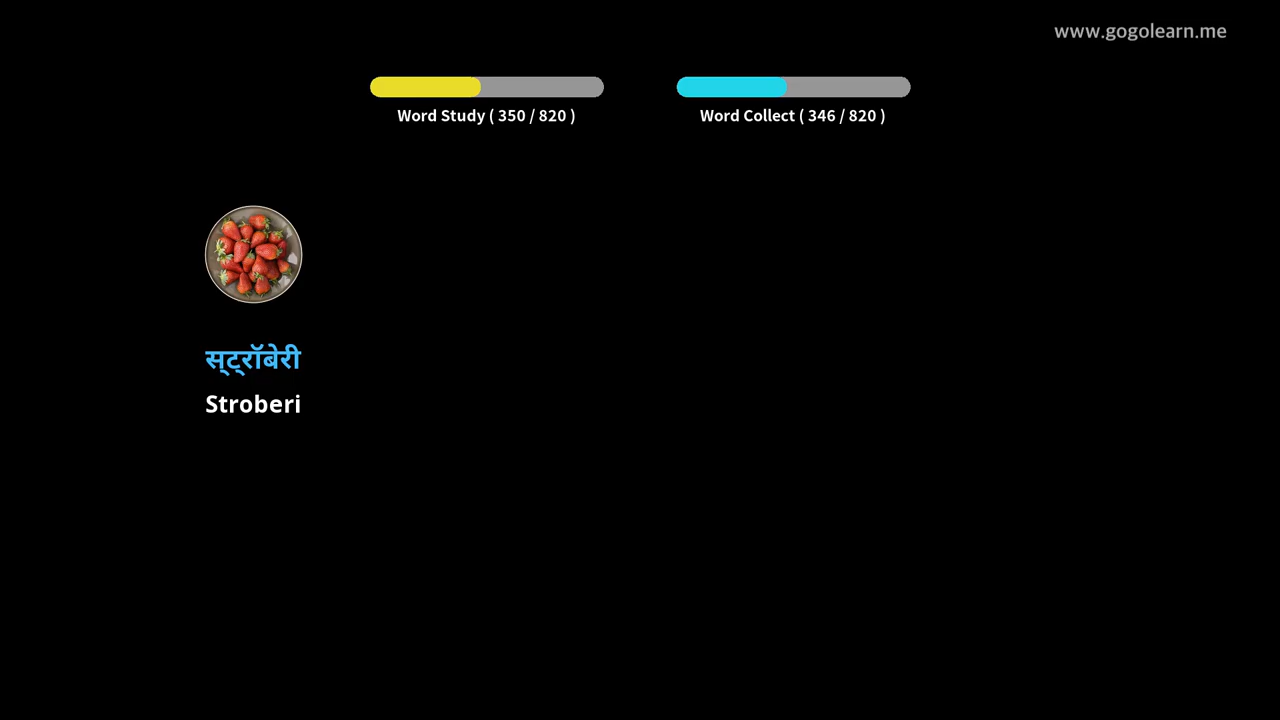 www.gogolearn.me
Word Study ( 350 / 820 )
Word Collect ( 346 / 820 )
स्ट्रॉबेरी
Stroberi